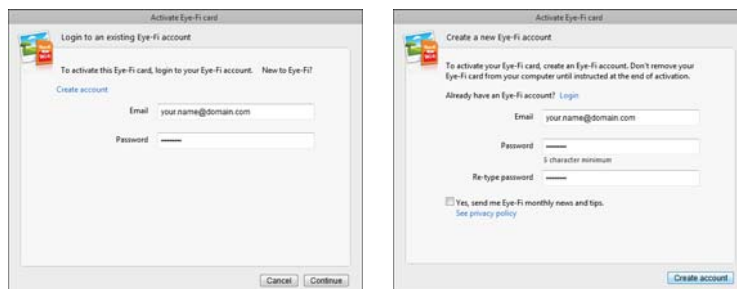 Activate Eye-Fi card
Login to an existing Eye-Fi account
To activate this Eye-Fi card, login to your Eye-Fi account. New to Eye-Fi?
Create account
Email your.name@domain.com
Password
Cancel Continue
Activate Eye-Fi card
Create a new Eye-Fi account
To activate your Eye-Fi card, create an Eye-Fi account. Don't remove your
Eye-Fi card from your computer until instructed at the end of activation.
Already have an Eye-Fi account? Login
Email your.name@domain.com
Password
5 character minimum
Re-type password
Yes, send me Eye-Fi monthly news and tips.
See privacy policy
Create account